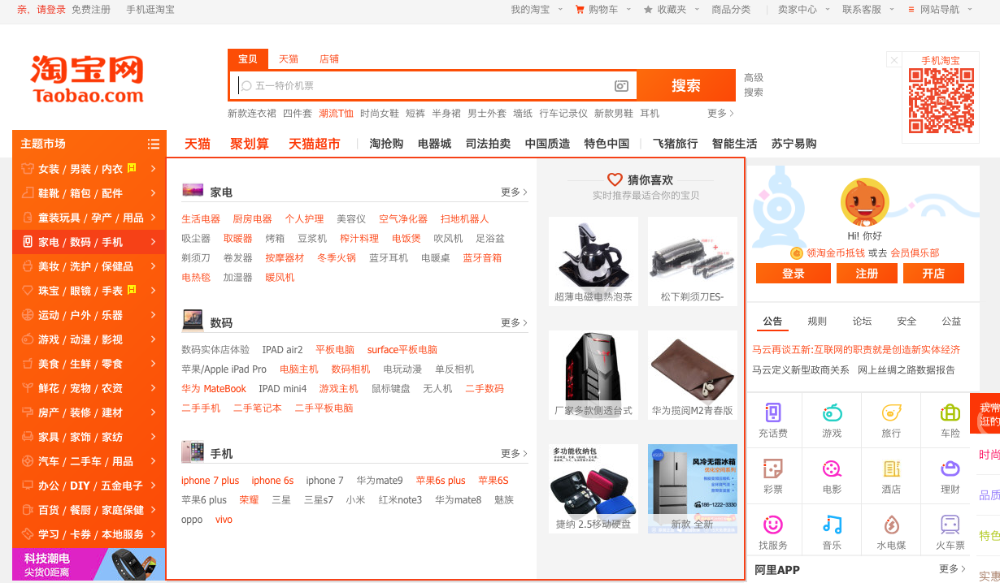 亲，请登录 免费注册 手机逛淘宝 我的淘宝 购物车 收藏夹 商品分类 卖家中心 联系客服 网站导航
淘宝网
Taobao.com
宝贝 天猫 店铺
五一特价机票
搜索
高级
搜索
新款连衣裙 四件套 潮流T恤 时尚女鞋 短裤 半身裙 男士外套 墙纸 行车记录仪 新款男鞋 耳机 更多
手机淘宝
主题市场
天猫 聚划算 天猫超市 淘抢购 电器城 司法拍卖 中国质造 特色中国 飞猪旅行 智能生活 苏宁易购
女装 / 男装 / 内衣
鞋靴 / 箱包 / 配件
童装玩具 / 孕产 / 用品
家电 / 数码 / 手机
美妆 / 洗护 / 保健品
珠宝 / 眼镜 / 手表
运动 / 户外 / 乐器
游戏 / 动漫 / 影视
美食 / 生鲜 / 零食
鲜花 / 宠物 / 农资
房产 / 装修 / 建材
家具 / 家饰 / 家纺
汽车 / 二手车 / 用品
办公 / DIY / 五金电子
百货 / 餐厨 / 家庭保健
学习 / 卡券 / 本地服务
科技潮电
尖货0距离
家电 更多
生活电器 厨房电器 个人护理 美容仪 空气净化器 扫地机器人
吸尘器 取暖器 烤箱 豆浆机 榨汁料理 电饭煲 吹风机 足浴盆
剃须刀 卷发器 按摩器材 冬季火锅 蓝牙耳机 电暖桌 蓝牙音箱
电热毯 加湿器 暖风机
数码 更多
数码实体店体验 IPAD air2 平板电脑 surface平板电脑
苹果/Apple iPad Pro 电脑主机 数码相机 电玩动漫 单反相机
华为 MateBook IPAD mini4 游戏主机 鼠标键盘 无人机 二手数码
二手手机 二手笔记本 二手平板电脑
手机 更多
iphone 7 plus iphone 6s iphone 7 华为mate9 苹果6s plus 苹果6S
苹果6 plus 荣耀 三星 三星s7 小米 红米note3 华为mate8 魅族
oppo vivo
猜你喜欢
实时推荐最适合你的宝贝
超薄电磁电热泡茶
松下剃须刀ES-
厂家多款侧透台式
华为揽阅M2青春版
多功能收纳包
捷纳 2.5移动硬盘
风冷无霜冰箱
优化空间系列
186-1222-3330
新款 全新
Hi! 你好
领淘金币抵钱 或去 会员俱乐部
登录 注册 开店
公告 规则 论坛 安全 公益
马云再谈五新:互联网的职责就是创造新实体经济
马云定义新型政商关系 网上丝绸之路数据报告
充话费 游戏 旅行 车险
彩票 电影 酒店 理财
找服务 音乐 水电煤 火车票
阿里APP 更多
我常
逛的
时尚
品质
特色
实惠